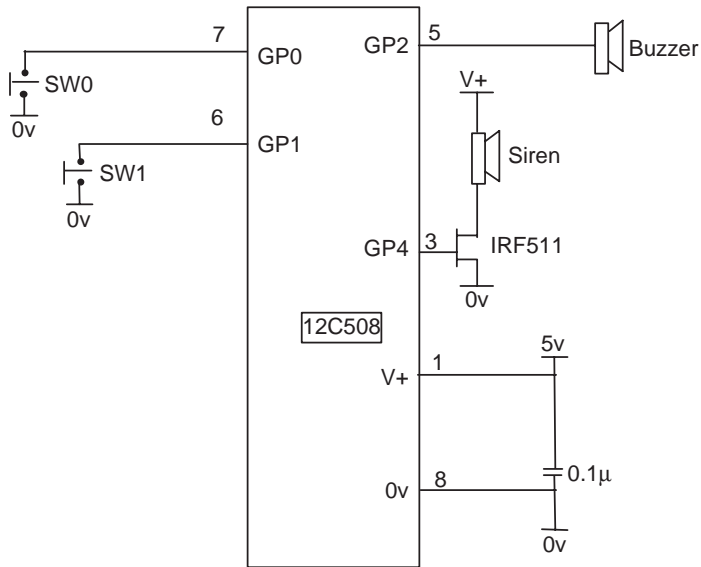 7
GP0
SW0
0v
6
GP1
SW1
0v
GP2
5
Buzzer
V+
Siren
GP4
3
IRF511
0v
12C508
5v
V+
1
0.1µ
0v
8
0v